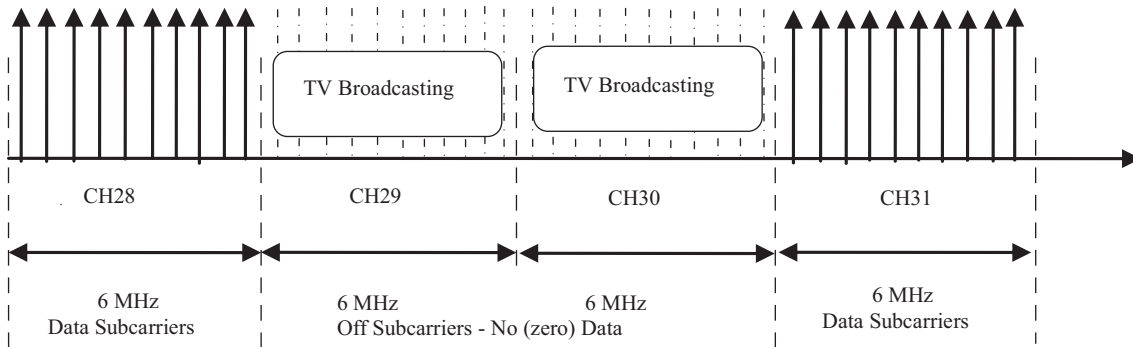 TV Broadcasting
TV Broadcasting
CH28
CH29
CH30
CH31
6 MHz
Data Subcarriers
6 MHz
6 MHz
Off Subcarriers - No (zero) Data
6 MHz
Data Subcarriers